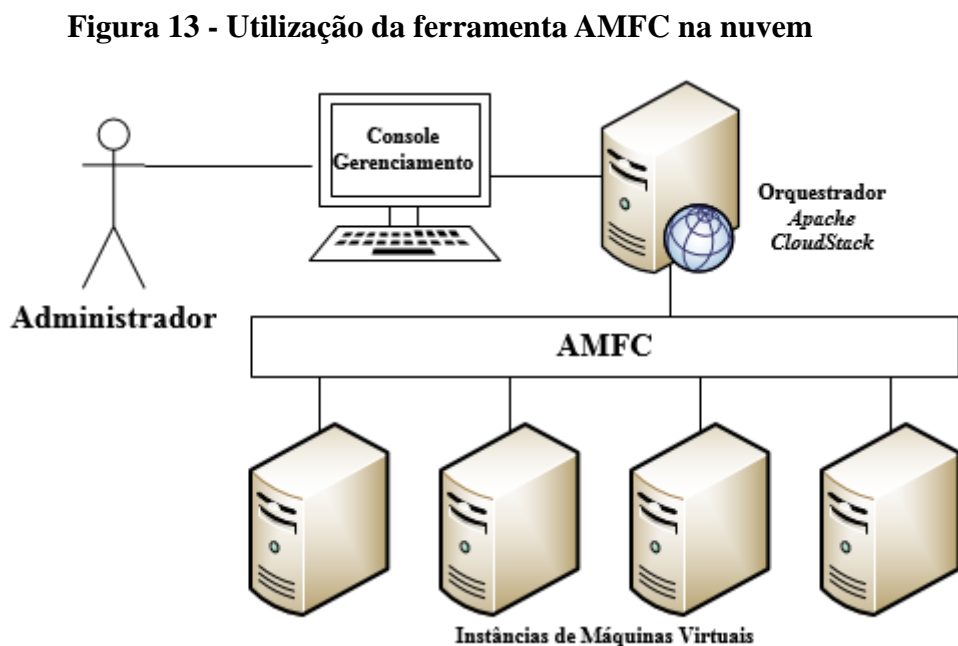 Figura 13 - Utilização da ferramenta AMFC na nuvem
Console
Gerenciamento
Orquestrador
Apache
CloudStack
Administrador
AMFC
Instâncias de Máquinas Virtuais